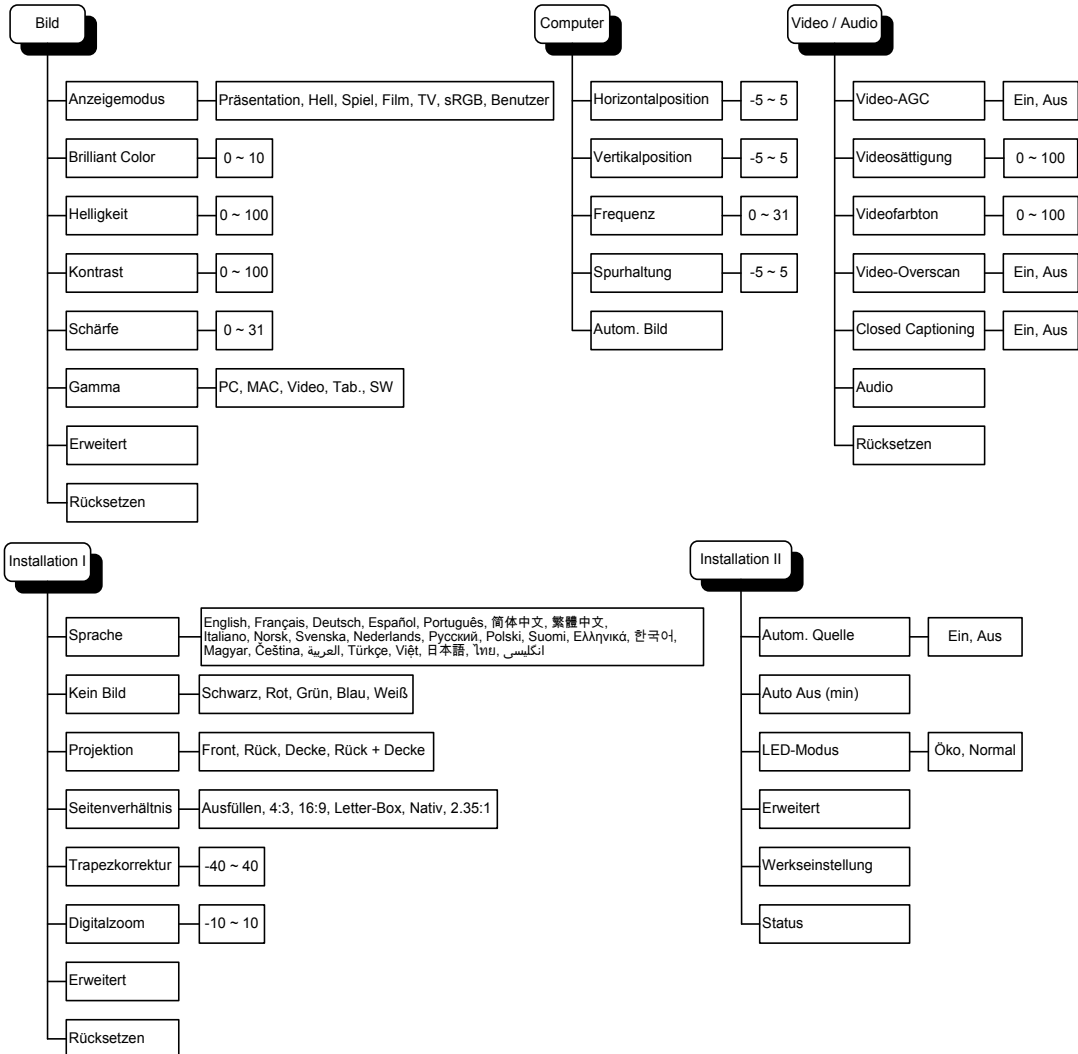 Bild
Anzeigemodus
Präsentation, Hell, Spiel, Film, TV, sRGB, Benutzer
Brilliant Color
0 ~ 10
Helligkeit
0 ~ 100
Kontrast
0 ~ 100
Schärfe
0 ~ 31
Gamma
PC, MAC, Video, Tab., SW
Erweitert
Rücksetzen
Computer
Horizontalposition
-5 ~ 5
Vertikalposition
-5 ~ 5
Frequenz
0 ~ 31
Spurhaltung
-5 ~ 5
Autom. Bild
Video / Audio
Video-AGC
Ein, Aus
Videosättigung
0 ~ 100
Videofarbton
0 ~ 100
Video-Overscan
Ein, Aus
Closed Captioning
Ein, Aus
Audio
Rücksetzen
Installation I
Sprache
English, Français, Deutsch, Español, Português, 简体中文, 繁體中文,
Italiano, Norsk, Svenska, Nederlands, Русский, Polski, Suomi, Ελληνικά, 한국어,
Magyar, Čeština, العربية, Türkçe, Việt, 日本語, ไทย, انگلیسی
Kein Bild
Schwarz, Rot, Grün, Blau, Weiß
Projektion
Front, Rück, Decke, Rück + Decke
Seitenverhältnis
Ausfüllen, 4:3, 16:9, Letter-Box, Nativ, 2.35:1
Trapezkorrektur
-40 ~ 40
Digitalzoom
-10 ~ 10
Erweitert
Rücksetzen
Installation II
Autom. Quelle
Ein, Aus
Auto Aus (min)
LED-Modus
Öko, Normal
Erweitert
Werkseinstellung
Status